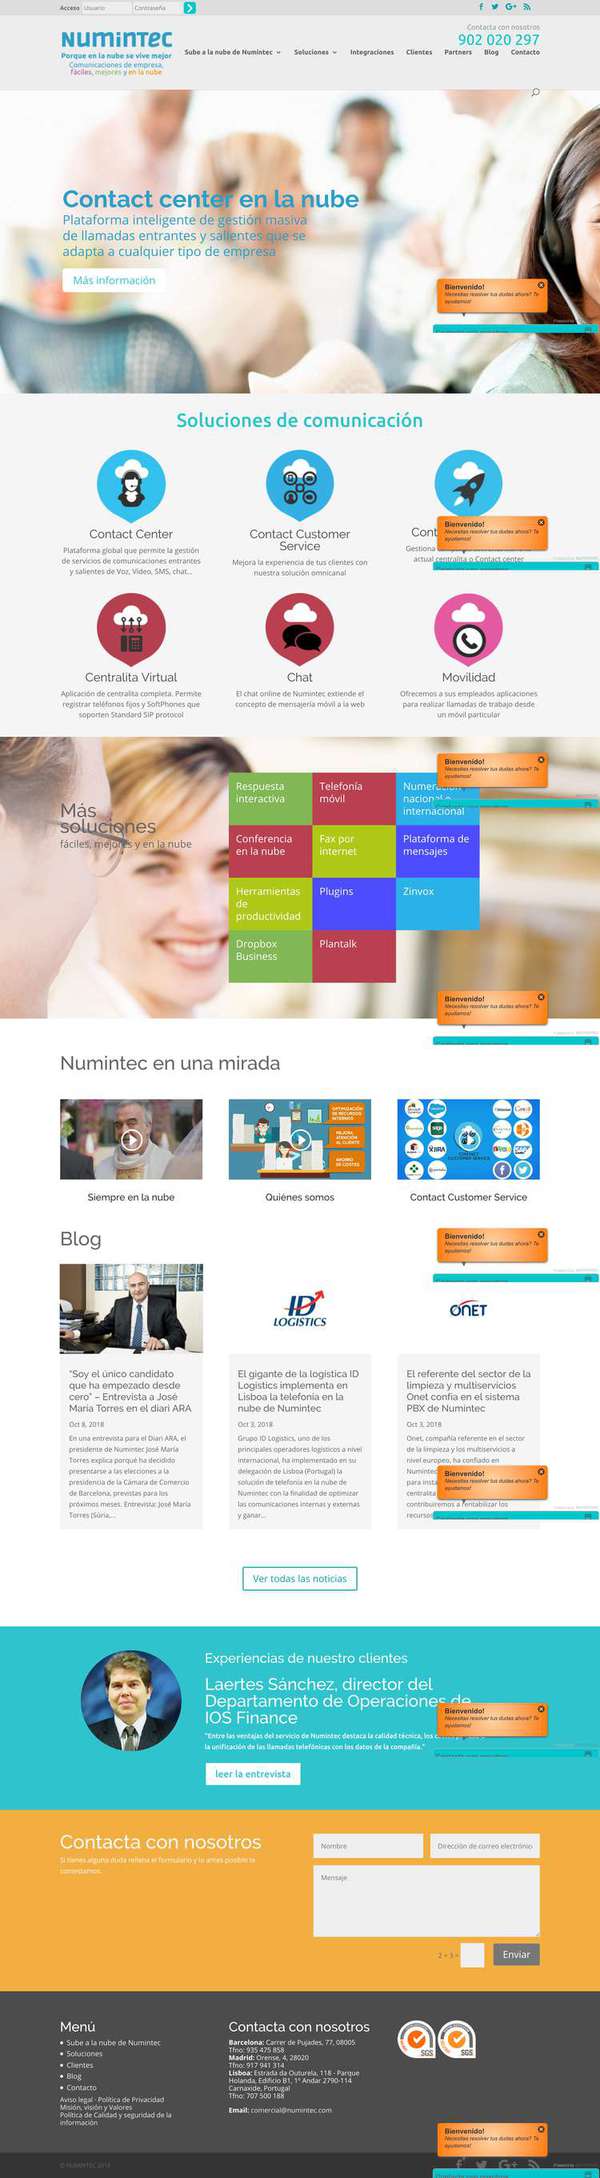 Acceso Usuario Contraseña
Contacta con nosotros
902 020 297
NUMINTEC
Porque en la nube se vive mejor
Comunicaciones de empresa,
fáciles, mejores y en la nube
Sube a la nube de Numintec Soluciones Integraciones Clientes Partners Blog Contacto
Contact center en la nube
Plataforma inteligente de gestión masiva
de llamadas entrantes y salientes que se
adapta a cualquier tipo de empresa
Más información
Bienvenido!
Necesitas resolver tus dudas ahora? Te
ayudamos!
Soluciones de comunicación
Contact Center
Plataforma global que permite la gestión
de servicios de comunicaciones entrantes
y salientes de Voz, Vídeo, SMS, chat...
Contact Customer
Service
Mejora la experiencia de tus clientes con
nuestra solución omnicanal
Bienvenido!
Necesitas resolver tus dudas ahora? Te
ayudamos!
Gestiona
actual centralita o Contact center
Centralita Virtual
Aplicación de centralita completa. Permite
registrar teléfonos fijos y SoftPhones que
soporten Standard SIP protocol
Chat
El chat online de Numintec extiende el
concepto de mensajería móvil a la web
Movilidad
Ofrecemos a sus empleados aplicaciones
para realizar llamadas de trabajo desde
un móvil particular
Bienvenido!
Necesitas resolver tus dudas ahora? Te
ayudamos!
Más
soluciones
fáciles, mejores y en la nube
Respuesta
interactiva
Telefonía
móvil
Numeración
nacional e
internacional
Conferencia
en la nube
Fax por
internet
Plataforma de
mensajes
Herramientas
de
productividad
Plugins
Zinvox
Dropbox
Business
Plantalk
Bienvenido!
Necesitas resolver tus dudas ahora? Te
ayudamos!
Numintec en una mirada
OPTIMIZACIÓN
DE RECURSOS
INTERNOS
MEJORA
ATENCIÓN
AL CLIENTE
AHORRO
DE COSTES
CONTACT
CUSTOMER SERVICE
Siempre en la nube
Quiénes somos
Contact Customer Service
Blog
Bienvenido!
Necesitas resolver tus dudas ahora? Te
ayudamos!
ID
LOGISTICS
ONET
“Soy el único candidato
que ha empezado desde
cero” – Entrevista a José
María Torres en el diari ARA
Oct 8, 2018
En una entrevista para el Diari ARA, el
presidente de Numintec José María
Torres explica porqué ha decidido
presentarse a las elecciones a la
presidencia de la Cámara de Comercio
de Barcelona, previstas para los
próximos meses. Entrevista: José María
Torres (Súria,...
El gigante de la logística ID
Logistics implementa en
Lisboa la telefonía en la
nube de Numintec
Oct 3, 2018
Grupo ID Logistics, uno de los
principales operadores logísticos a nivel
internacional, ha implementado en su
delegación de Lisboa (Portugal) la
solución de telefonía en la nube de
Numintec con la finalidad de optimizar
las comunicaciones internas y externas
y ganar...
El referente del sector de la
limpieza y multiservicios
Onet confía en el sistema
PBX de Numintec
Oct 3, 2018
Onet, compañía referente en el sector
de la limpieza y los multiservicios a
nivel europeo, ha confiado en
Numintec
para insta
centralita
contribuiremos a rentabilizar los
recursos
Bienvenido!
Necesitas resolver tus dudas ahora? Te
ayudamos!
Ver todas las noticias
Experiencias de nuestro clientes
Laertes Sánchez, director del
Departamento de Operaciones de
IOS Finance
"Entre las ventajas del servicio de Numintec destaca la calidad técnica, los
la unificación de las llamadas telefónicas con los datos de la compañía."
leer la entrevista
Bienvenido!
Necesitas resolver tus dudas ahora? Te
ayudamos!
Contacta con nosotros
Si tienes alguna duda rellena el formulario y lo antes posible te
contestamos.
Nombre
Dirección de correo electrónico
Mensaje
2 + 3 =
Enviar
Menú
Sube a la nube de Numintec
Soluciones
Clientes
Blog
Contacto
Aviso legal - Política de Privacidad
Misión, visión y Valores
Política de Calidad y seguridad de la
información
Contacta con nosotros
Barcelona: Carrer de Pujades, 77, 08005
Tfno: 935 475 858
Madrid: Orense, 4, 28020
Tfno: 917 941 314
Lisboa: Estrada da Outurela, 118 - Parque
Holanda, Edificio B1, 1º Andar 2790-114
Carnaxide, Portugal
Tfno: 707 500 188
Email: comercial@numintec.com
SGS SGS
Bienvenido!
Necesitas resolver tus dudas ahora? Te
ayudamos!
© NUMINTEC 2018